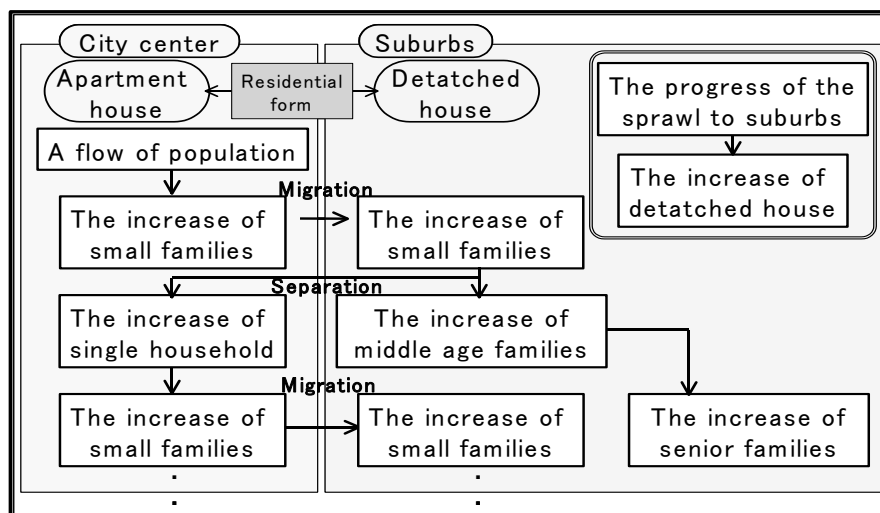 City center
Suburbs
Apartment
house
Residential
form
Detatched
house
The progress of the
sprawl to suburbs
The increase of
detatched house
A flow of population
Migration
The increase of
small families
The increase of
small families
Separation
The increase of
single household
The increase of
middle age families
Migration
The increase of
small families
The increase of
small families
The increase of
senior families